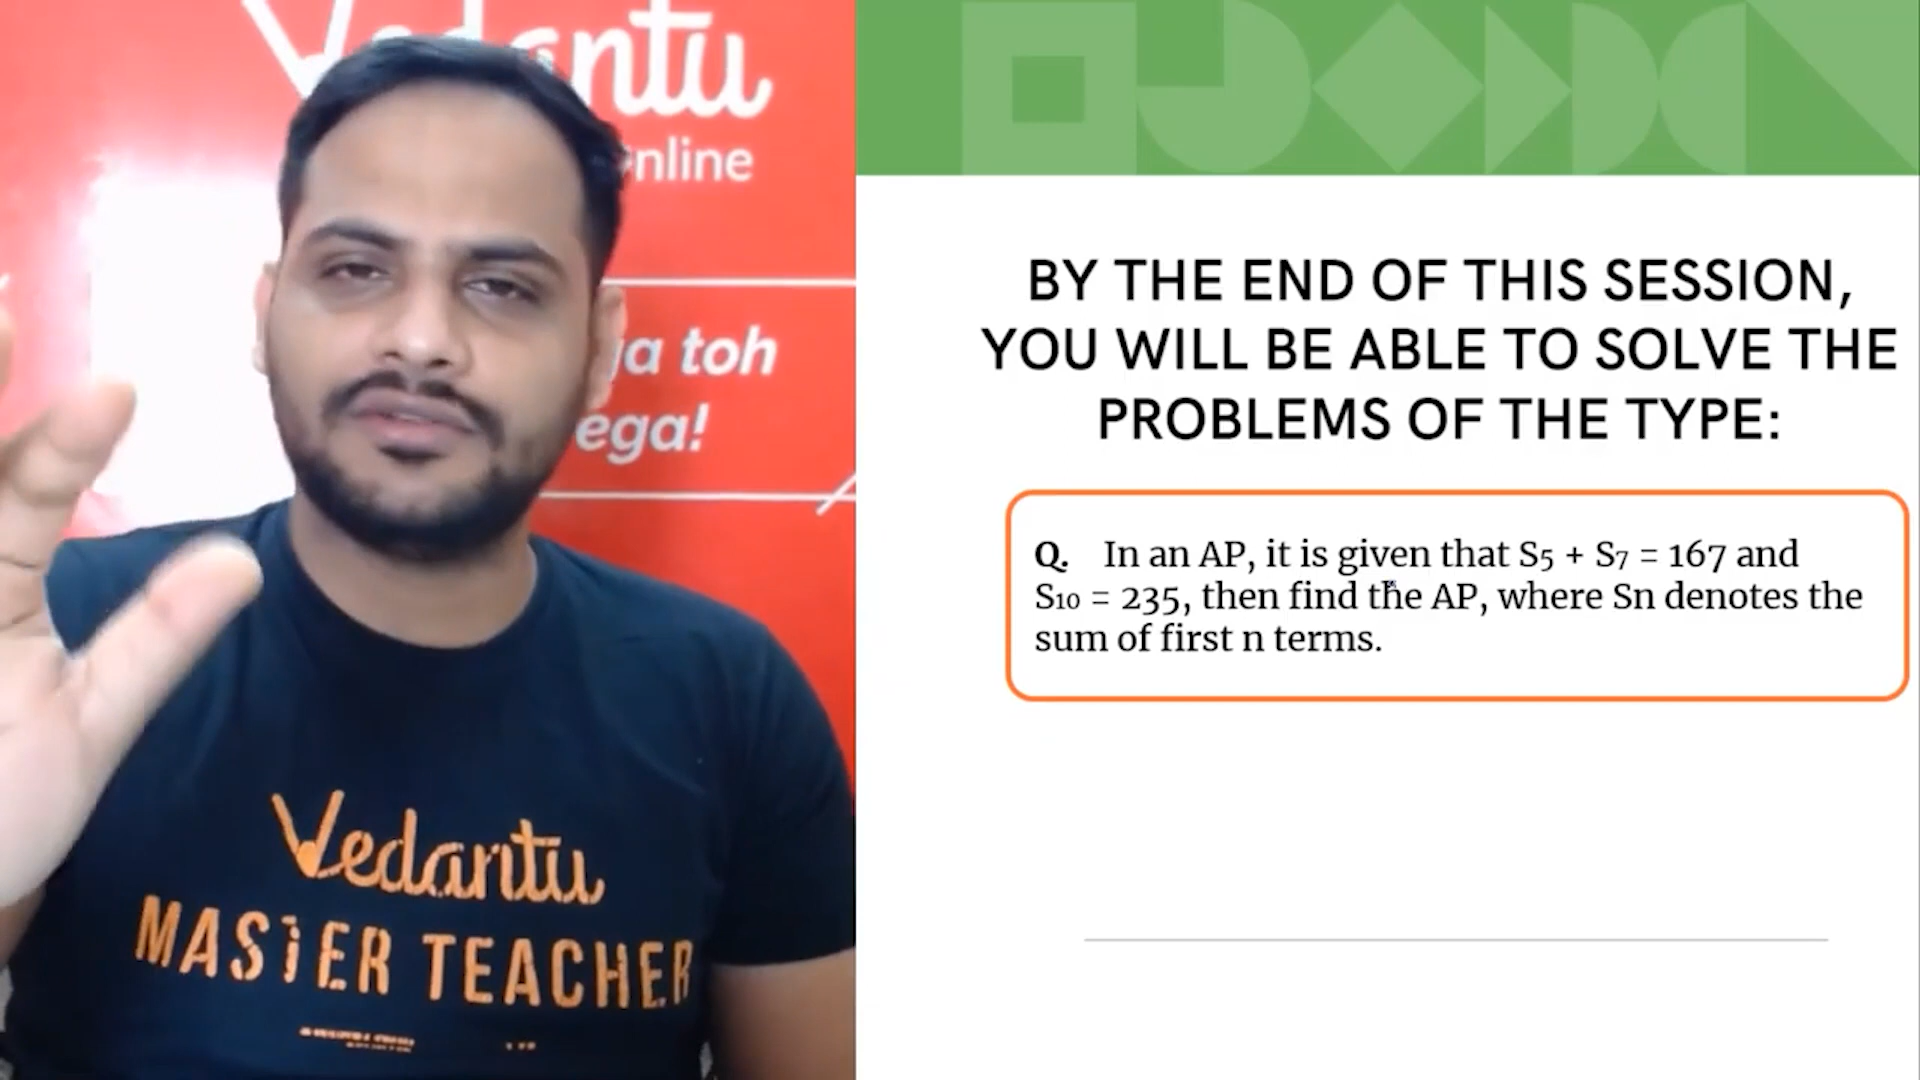 Vedantu
nline
ga toh
ega!
Vedantu
MASTER TEACHER
BY THE END OF THIS SESSION,
YOU WILL BE ABLE TO SOLVE THE
PROBLEMS OF THE TYPE:
Q. In an AP, it is given that S₅ + S₇ = 167 and
S₁₀ = 235, then find the AP, where Sn denotes the
sum of first n terms.